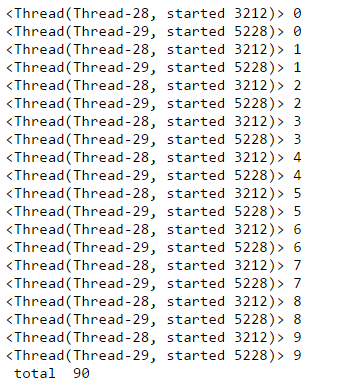 <Thread(Thread-28, started 3212)> 0
<Thread(Thread-29, started 5228)> 0
<Thread(Thread-28, started 3212)> 1
<Thread(Thread-29, started 5228)> 1
<Thread(Thread-28, started 3212)> 2
<Thread(Thread-29, started 5228)> 2
<Thread(Thread-28, started 3212)> 3
<Thread(Thread-29, started 5228)> 3
<Thread(Thread-28, started 3212)> 4
<Thread(Thread-29, started 5228)> 4
<Thread(Thread-28, started 3212)> 5
<Thread(Thread-29, started 5228)> 5
<Thread(Thread-28, started 3212)> 6
<Thread(Thread-29, started 5228)> 6
<Thread(Thread-28, started 3212)> 7
<Thread(Thread-29, started 5228)> 7
<Thread(Thread-28, started 3212)> 8
<Thread(Thread-29, started 5228)> 8
<Thread(Thread-28, started 3212)> 9
<Thread(Thread-29, started 5228)> 9
 total  90